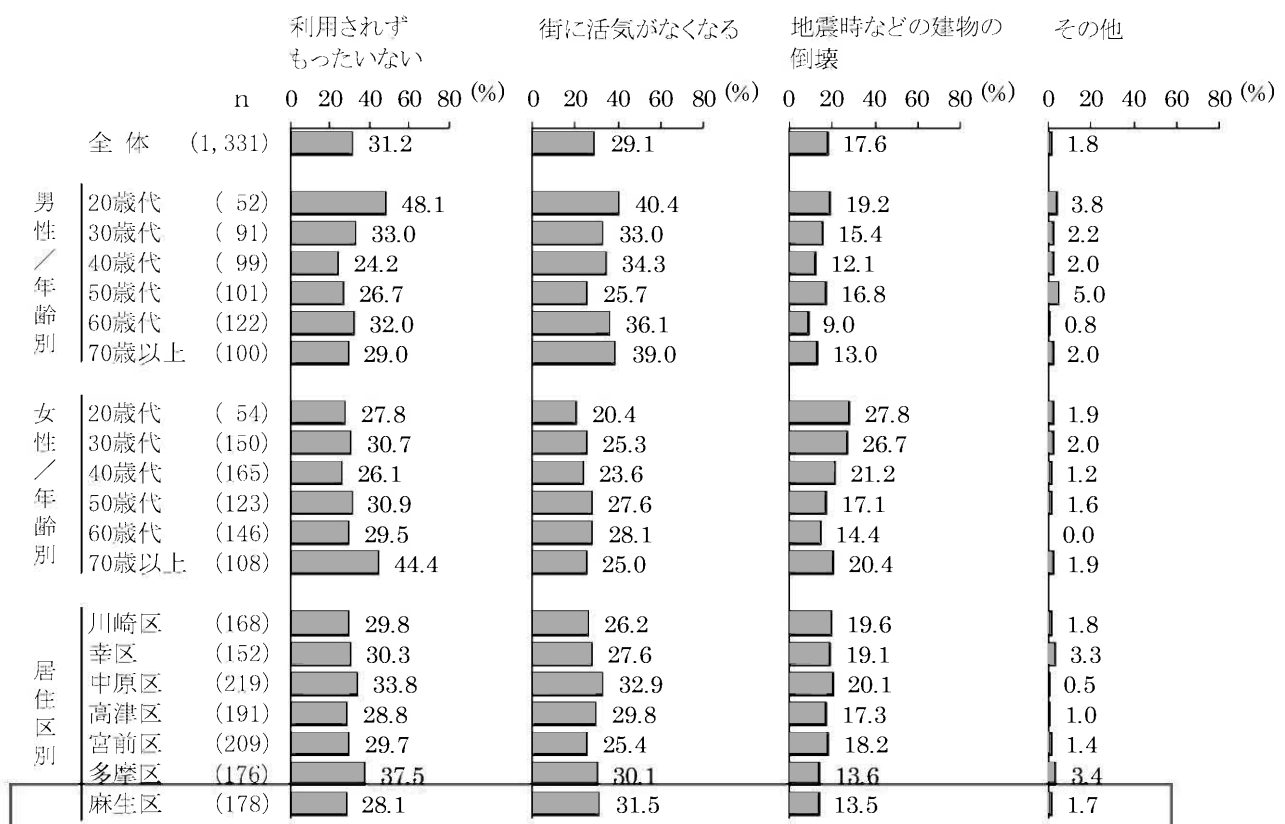 利用されず もったいない 街に活気がなくなる 地震時などの建物の 倒壊 その他
n 0 20 40 60 80 (%) 0 20 40 60 80 (%) 0 20 40 60 80 (%) 0 20 40 60 80 (%)
全体 (1,331) 31.2 29.1 17.6 1.8
男性/年齢別
20歳代 ( 52) 48.1 40.4 19.2 3.8
30歳代 ( 91) 33.0 33.0 15.4 2.2
40歳代 ( 99) 24.2 34.3 12.1 2.0
50歳代 (101) 26.7 25.7 16.8 5.0
60歳代 (122) 32.0 36.1 9.0 0.8
70歳以上 (100) 29.0 39.0 13.0 2.0
女性/年齢別
20歳代 ( 54) 27.8 20.4 27.8 1.9
30歳代 (150) 30.7 25.3 26.7 2.0
40歳代 (165) 26.1 23.6 21.2 1.2
50歳代 (123) 30.9 27.6 17.1 1.6
60歳代 (146) 29.5 28.1 14.4 0.0
70歳以上 (108) 44.4 25.0 20.4 1.9
居住区別
川崎区 (168) 29.8 26.2 19.6 1.8
幸区 (152) 30.3 27.6 19.1 3.3
中原区 (219) 33.8 32.9 20.1 0.5
高津区 (191) 28.8 29.8 17.3 1.0
宮前区 (209) 29.7 25.4 18.2 1.4
多摩区 (176) 37.5 30.1 13.6 3.4
麻生区 (178) 28.1 31.5 13.5 1.7